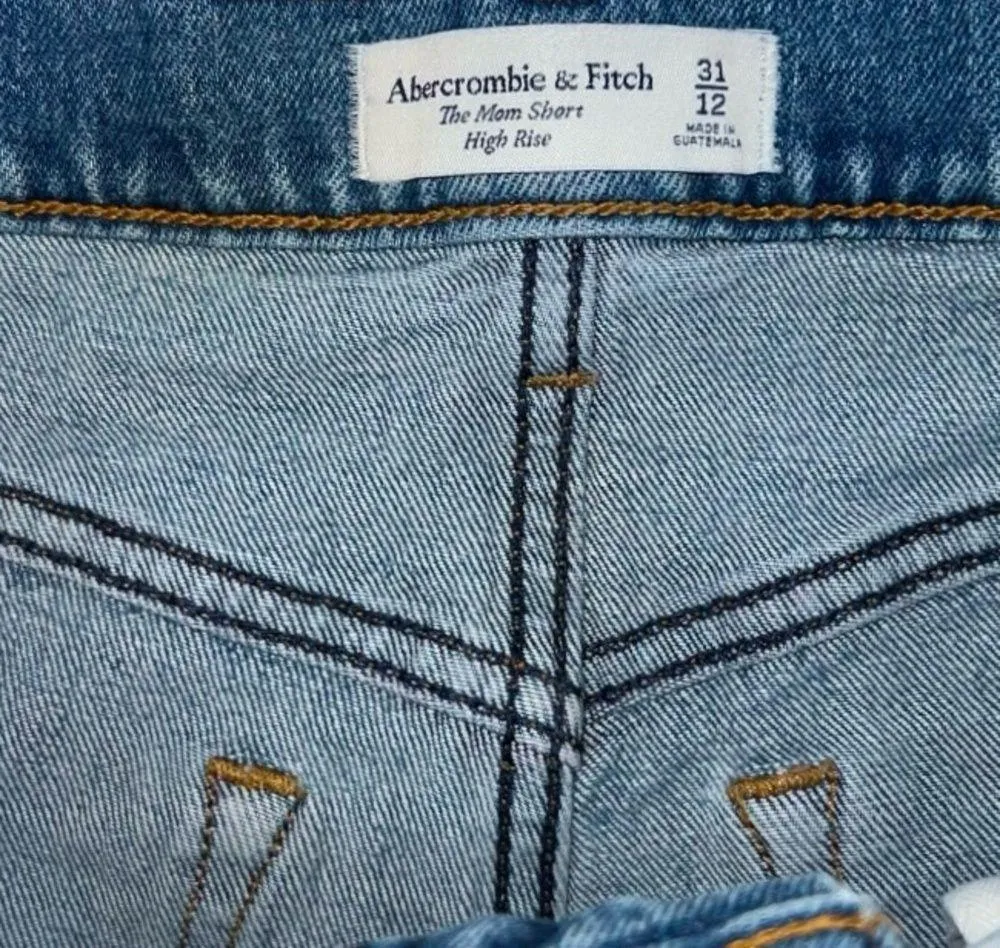 Abercrombie & Fitch
The Mom Short
High Rise
31
12
MADE IN
GUATEMALA